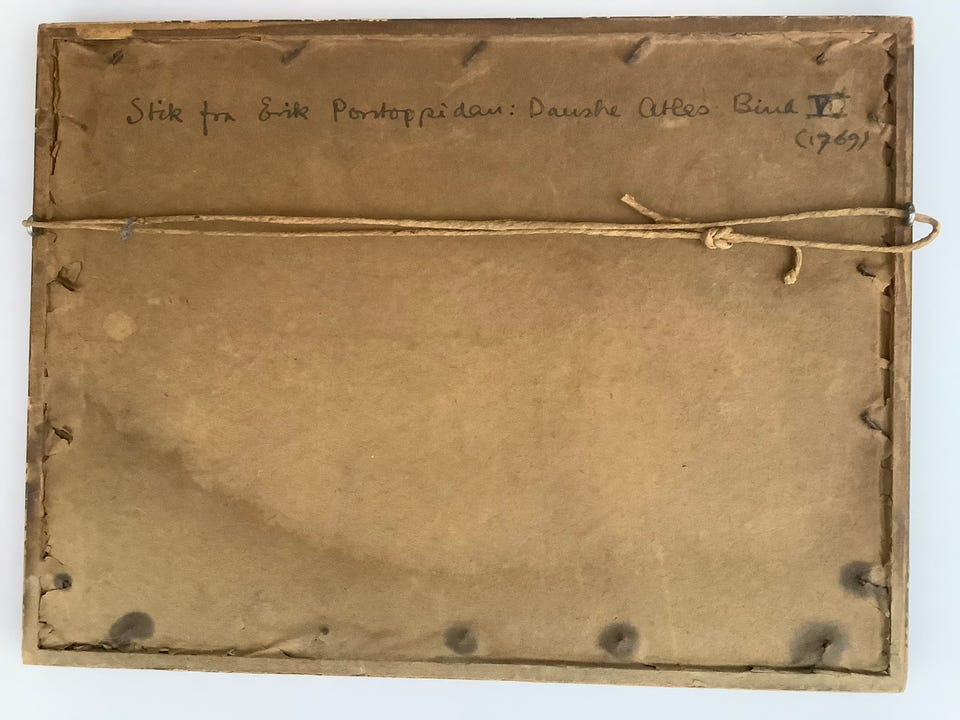 Stik fra Erik Pontoppidan: Danske Atlas Bind V
(1769)